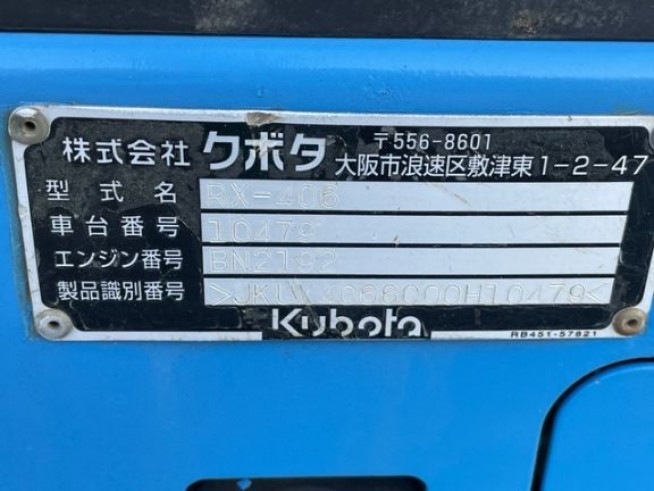 株式会社 クボタ 〒556-8601
大阪市浪速区敷津東1-2-47
型式名 RX-406
車台番号 10479
エンジン番号 BN2192
製品識別番号
Kubota
RB451-57821